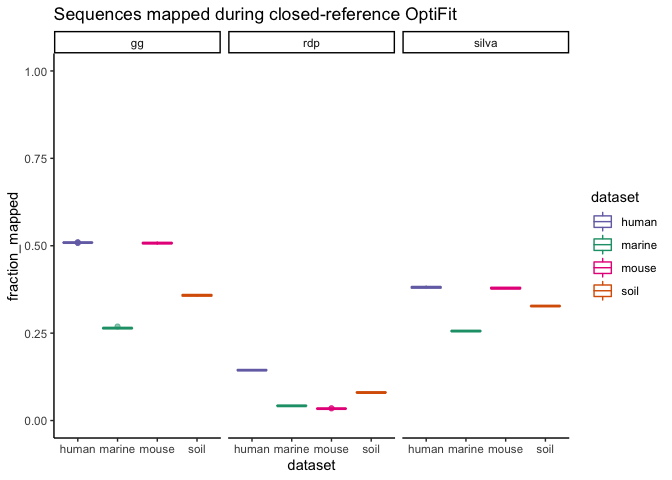 Sequences mapped during closed-reference OptiFit
gg rdp silva
fraction_mapped
1.00
0.75
0.50
0.25
0.00
human marine mouse soil human marine mouse soil human marine mouse soil
dataset
dataset
human
marine
mouse
soil